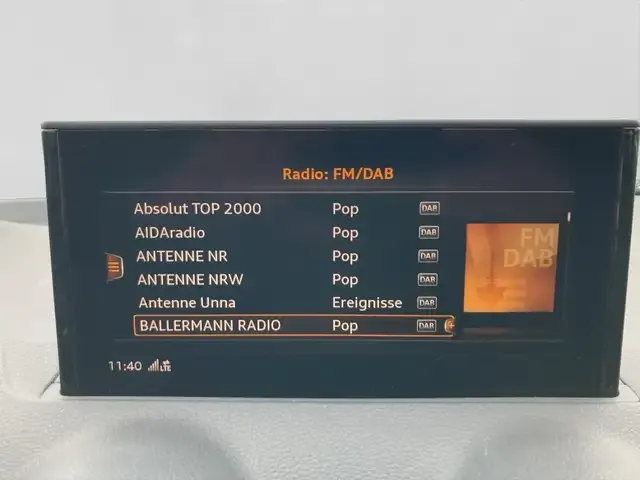 Radio: FM/DAB
Absolut TOP 2000 Pop DAB
AIDAradio Pop DAB
ANTENNE NR Pop DAB
ANTENNE NRW Pop DAB
Antenne Unna Ereignisse DAB
BALLERMANN RADIO Pop DAB
FM
DAB
11:40 LTE